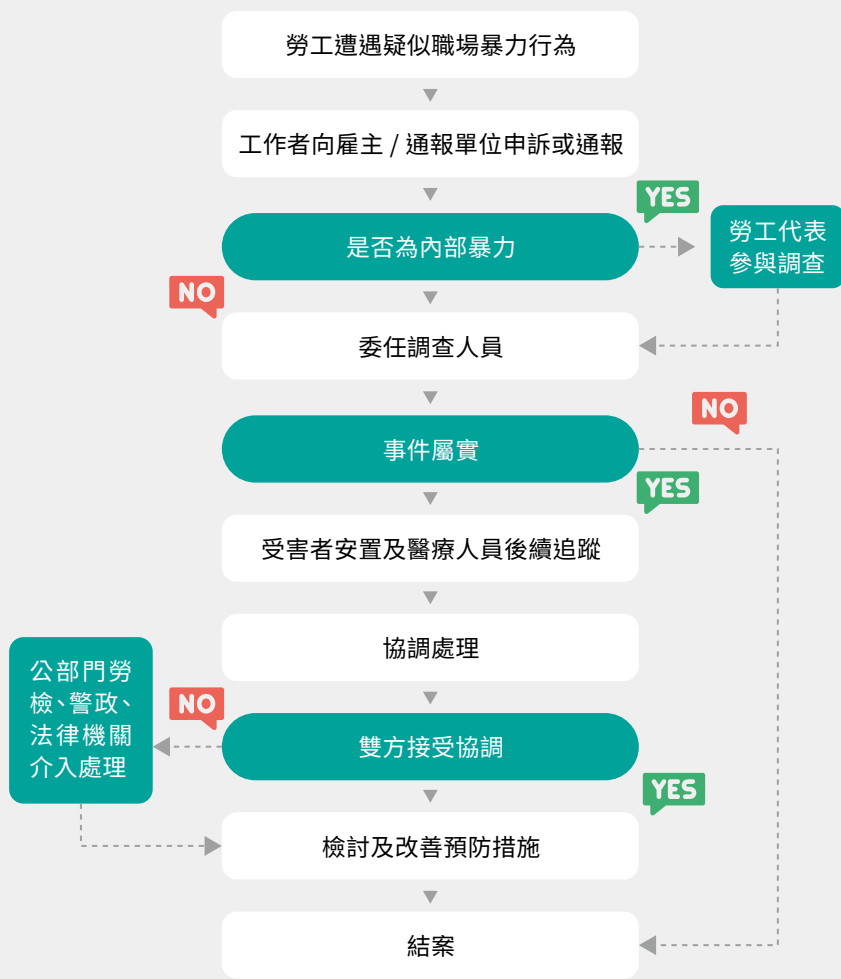 勞工遭遇疑似職場暴力行為
工作者向雇主 / 通報單位申訴或通報
YES
是否為內部暴力
勞工代表
參與調查
NO
委任調查人員
NO
事件屬實
YES
受害者安置及醫療人員後續追蹤
協調處理
公部門勞
檢、警政、
法律機關
介入處理
NO
雙方接受協調
YES
檢討及改善預防措施
結案